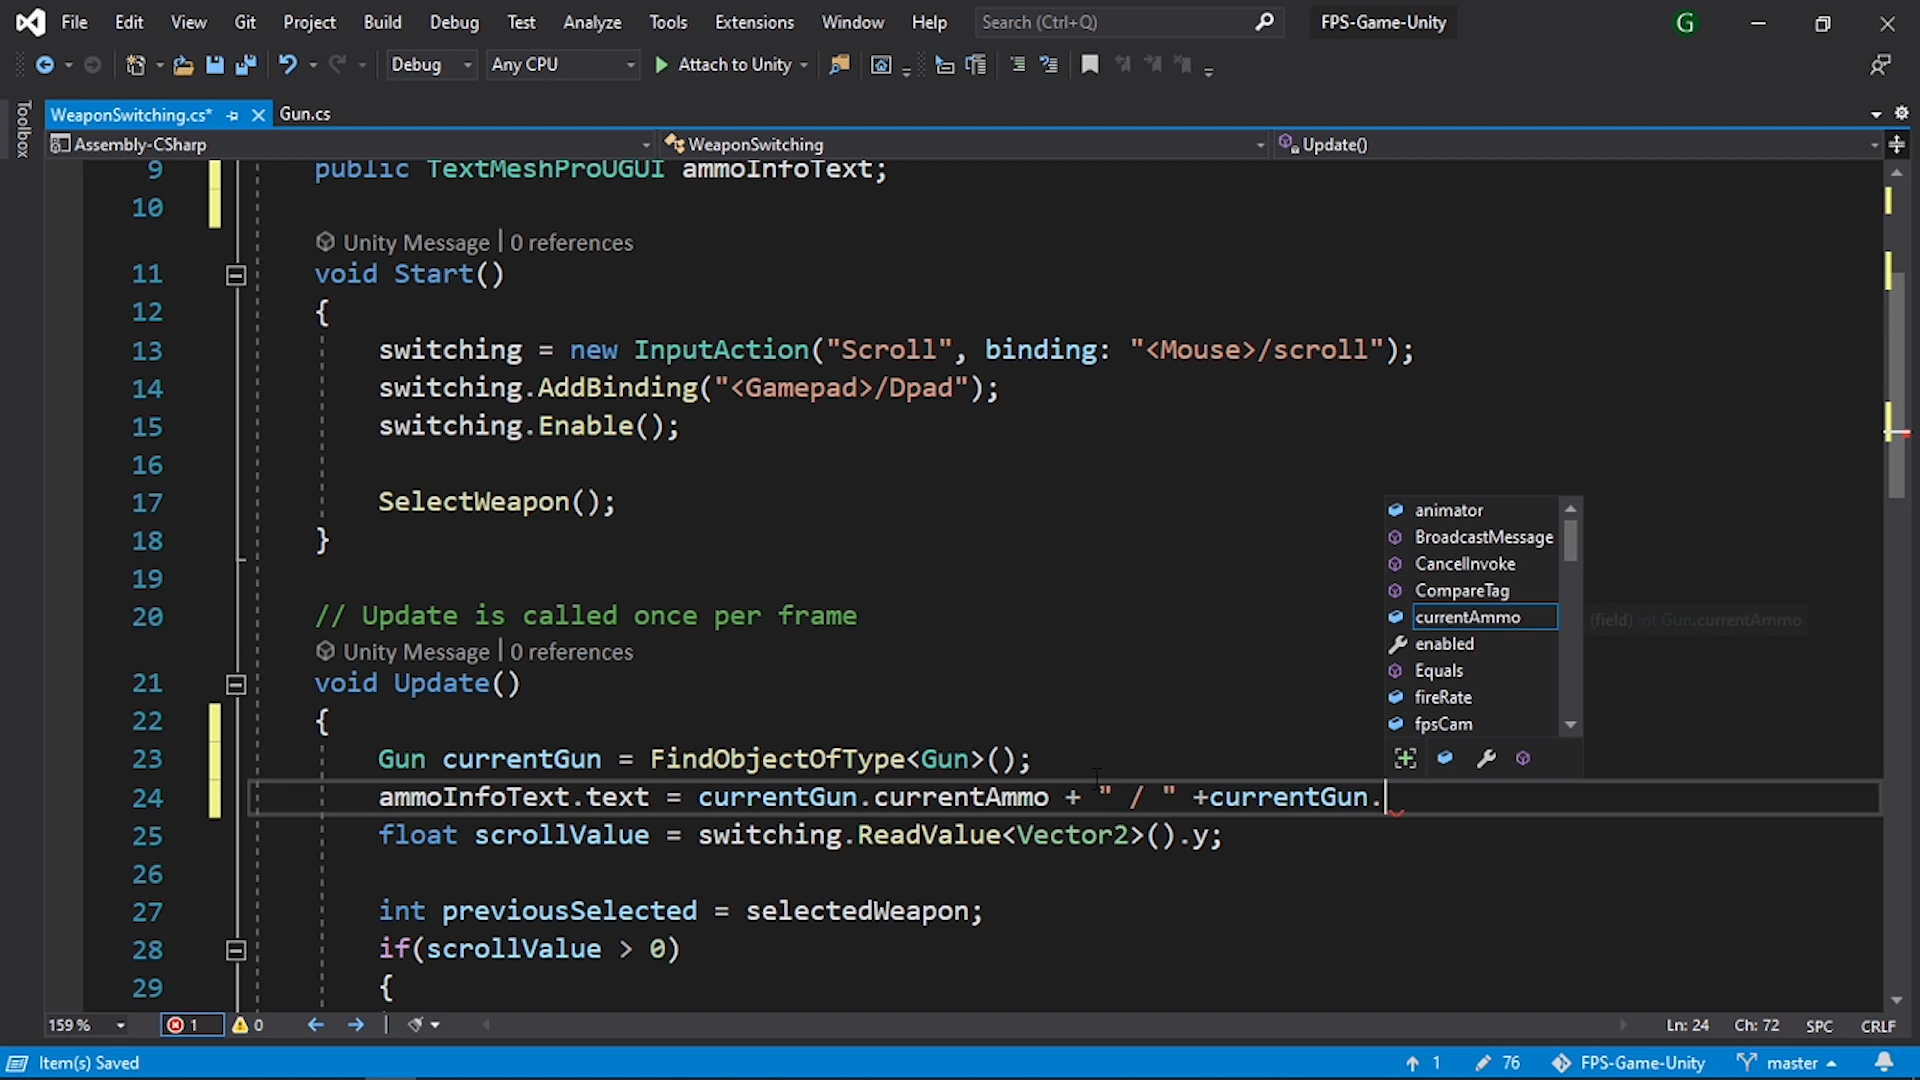 File Edit View Git Project Build Debug Test Analyze Tools Extensions Window Help Search (Ctrl+Q) FPS-Game-Unity G
Debug Any CPU Attach to Unity
Toolbox
WeaponSwitching.cs* Gun.cs
Assembly-CSharp WeaponSwitching Update()
9 public TextMeshProUGUI ammoInfoText;
10
Unity Message | 0 references
11 void Start()
12 {
13 switching = new InputAction("Scroll", binding: "<Mouse>/scroll");
14 switching.AddBinding("<Gamepad>/Dpad");
15 switching.Enable();
16
17 SelectWeapon();
18 }
19
20 // Update is called once per frame
Unity Message | 0 references
21 void Update()
22 {
23 Gun currentGun = FindObjectOfType<Gun>();
24 ammoInfoText.text = currentGun.currentAmmo + " / " +currentGun.
25 float scrollValue = switching.ReadValue<Vector2>().y;
26
27 int previousSelected = selectedWeapon;
28 if(scrollValue > 0)
29 {
animator
BroadcastMessage
CancelInvoke
CompareTag
currentAmmo (field) int Gun.currentAmmo
enabled
Equals
fireRate
fpsCam
159 % 1 0 Ln: 24 Ch: 72 SPC CRLF
Item(s) Saved 1 76 FPS-Game-Unity master